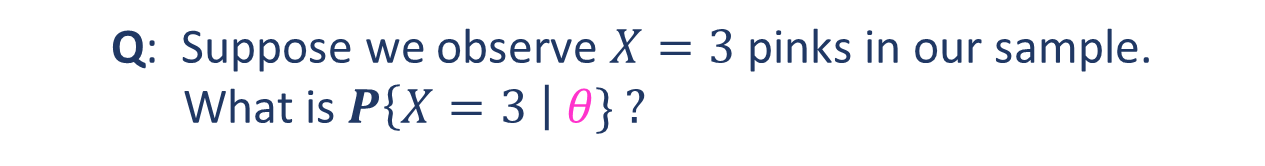 Q: Suppose we observe X = 3 pinks in our sample.
What is P{X = 3 | θ} ?